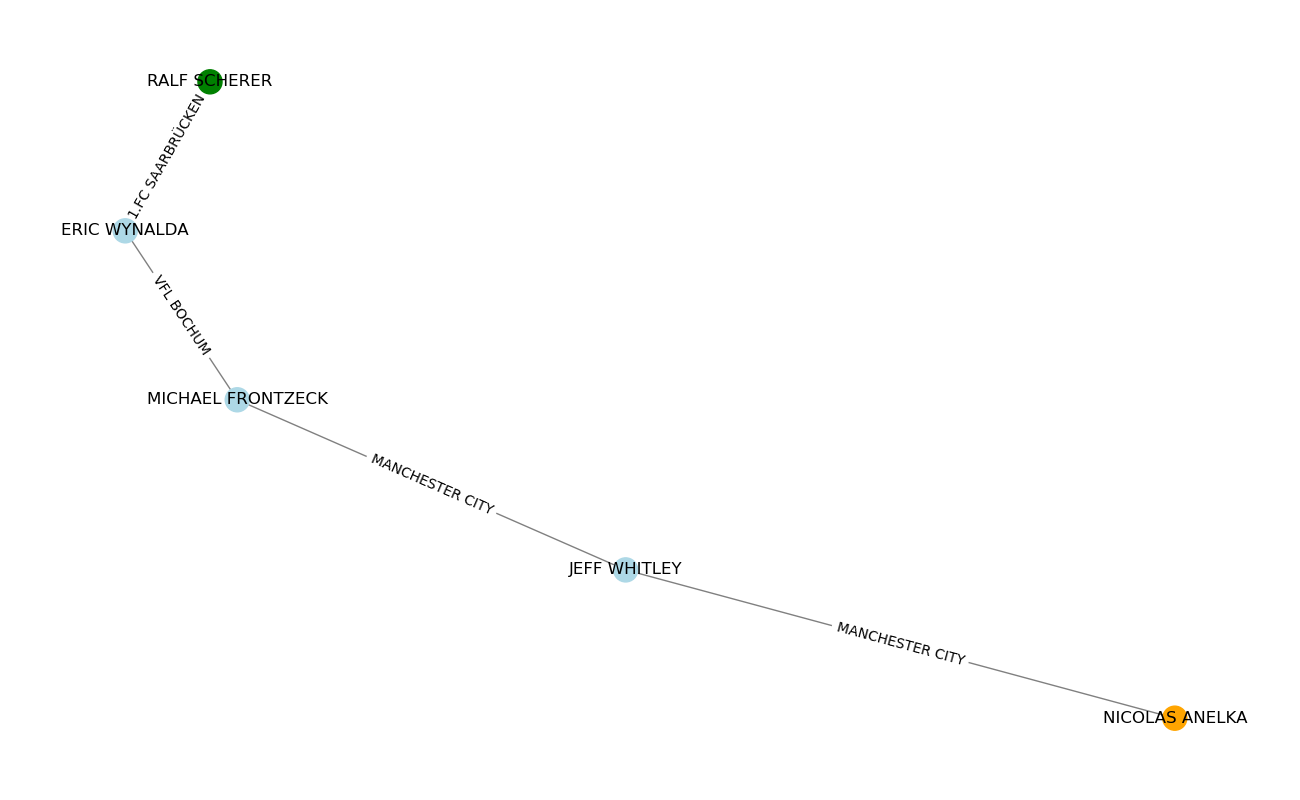 RALF SCHERER
1.FC SAARBRÜCKEN
ERIC WYNALDA
VFL BOCHUM
MICHAEL FRONTZECK
MANCHESTER CITY
JEFF WHITLEY
MANCHESTER CITY
NICOLAS ANELKA